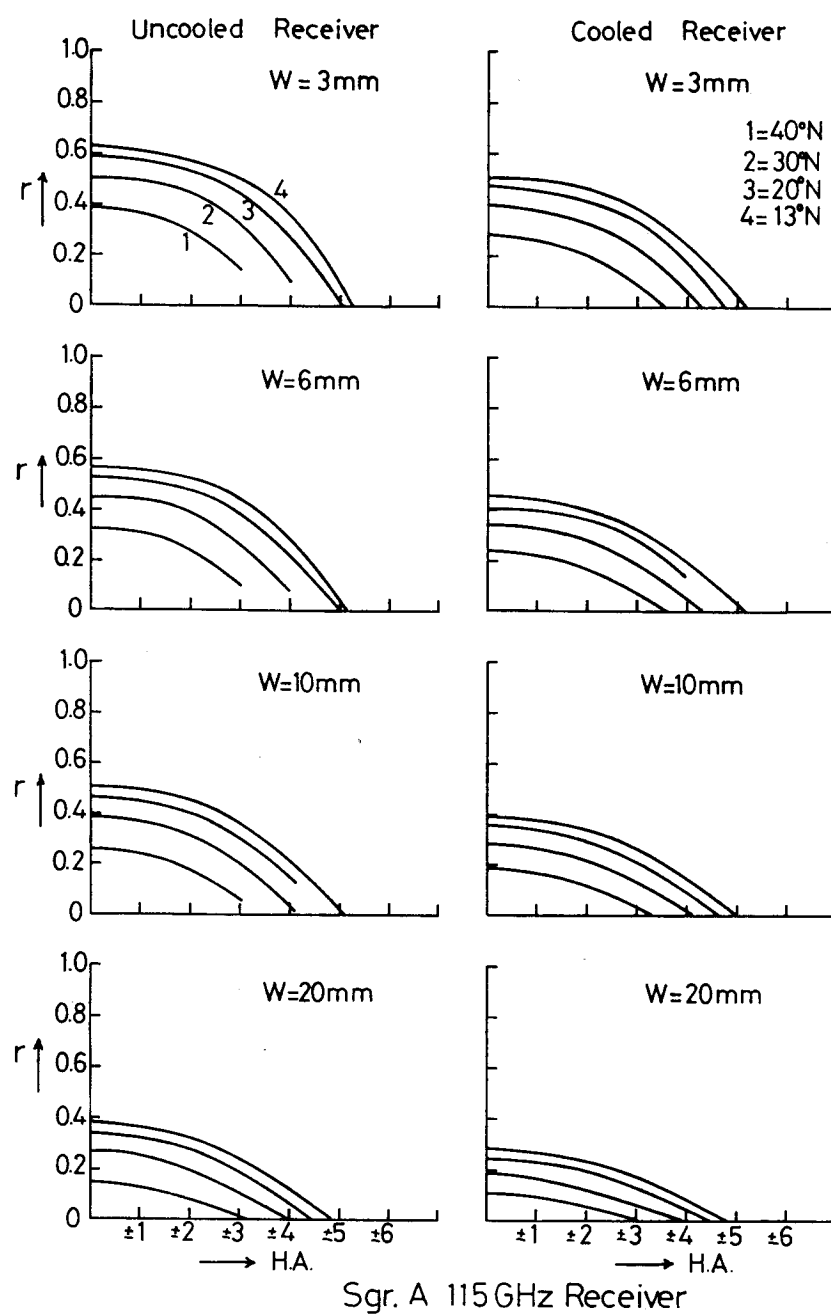 Uncooled Receiver
Cooled Receiver
1.0
W = 3mm
W=3mm
0.8
1=40°N
2=30°N
3=20°N
4=13°N
0.6
r
0.4
0.2
0
1
2
3
4
1.0
W=6mm
W=6mm
0.8
0.6
r
0.4
0.2
0
1.0
W=10mm
W=10mm
0.8
0.6
r
0.4
0.2
0
1.0
W=20mm
W=20mm
0.8
0.6
r
0.4
0.2
0
±1 ±2 ±3 ±4 ±5 ±6
±1 ±2 ±3 ±4 ±5 ±6
H.A.
H.A.
Sgr. A 115 GHz Receiver